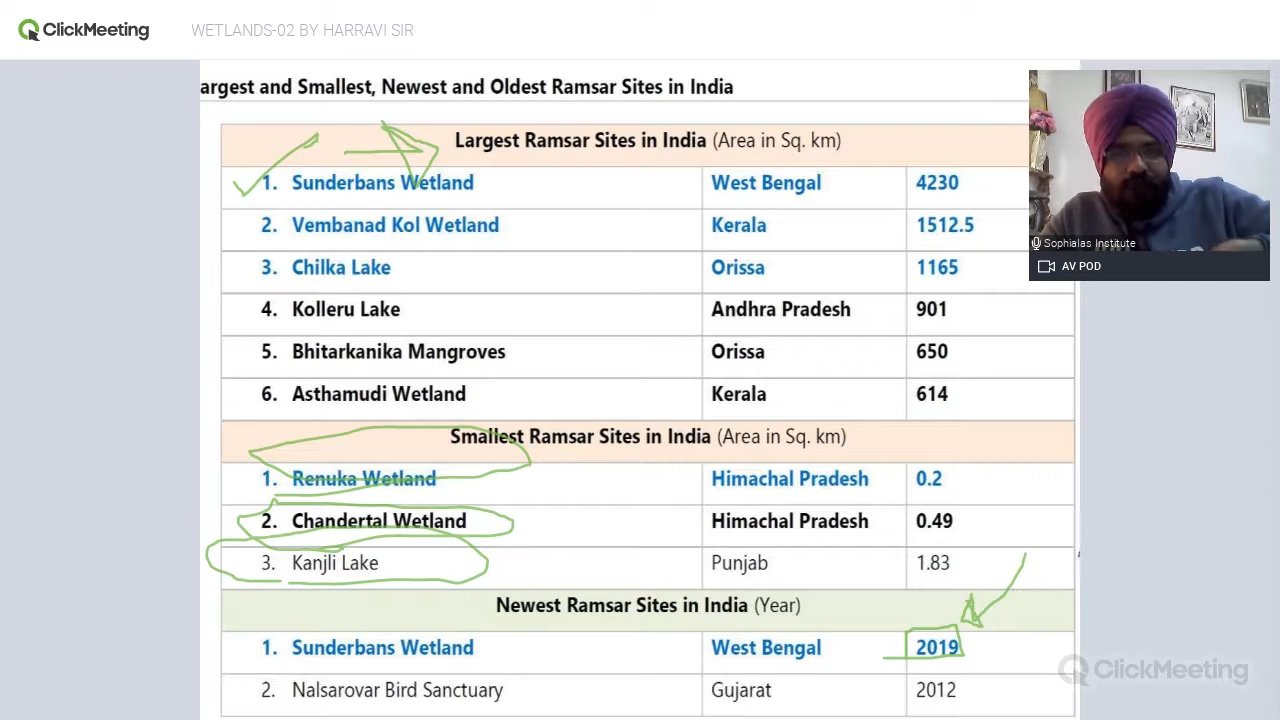 ClickMeeting WETLANDS-02 BY HARRAVI SIR
argest and Smallest, Newest and Oldest Ramsar Sites in India
Largest Ramsar Sites in India (Area in Sq. km)
1. Sunderbans Wetland West Bengal 4230
2. Vembanad Kol Wetland Kerala 1512.5
3. Chilka Lake Orissa 1165
4. Kolleru Lake Andhra Pradesh 901
5. Bhitarkanika Mangroves Orissa 650
6. Asthamudi Wetland Kerala 614
Smallest Ramsar Sites in India (Area in Sq. km)
1. Renuka Wetland Himachal Pradesh 0.2
2. Chandertal Wetland Himachal Pradesh 0.49
3. Kanjli Lake Punjab 1.83
Newest Ramsar Sites in India (Year)
1. Sunderbans Wetland West Bengal 2019
2. Nalsarovar Bird Sanctuary Gujarat 2012
Sophialas Institute
AV POD
ClickMeeting